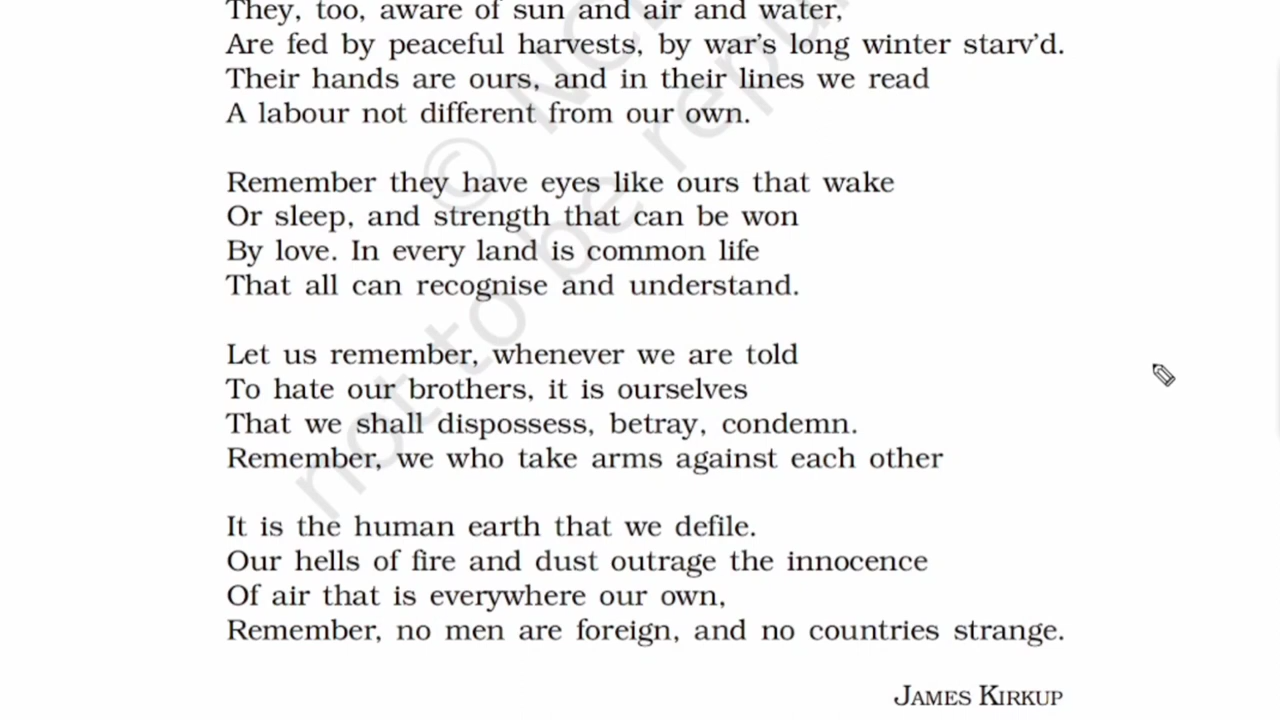 They, too, aware of sun and air and water,
Are fed by peaceful harvests, by war's long winter starv'd.
Their hands are ours, and in their lines we read
A labour not different from our own.
Remember they have eyes like ours that wake
Or sleep, and strength that can be won
By love. In every land is common life
That all can recognise and understand.
Let us remember, whenever we are told
To hate our brothers, it is ourselves
That we shall dispossess, betray, condemn.
Remember, we who take arms against each other
It is the human earth that we defile.
Our hells of fire and dust outrage the innocence
Of air that is everywhere our own,
Remember, no men are foreign, and no countries strange.
JAMES KIRKUP
not to be